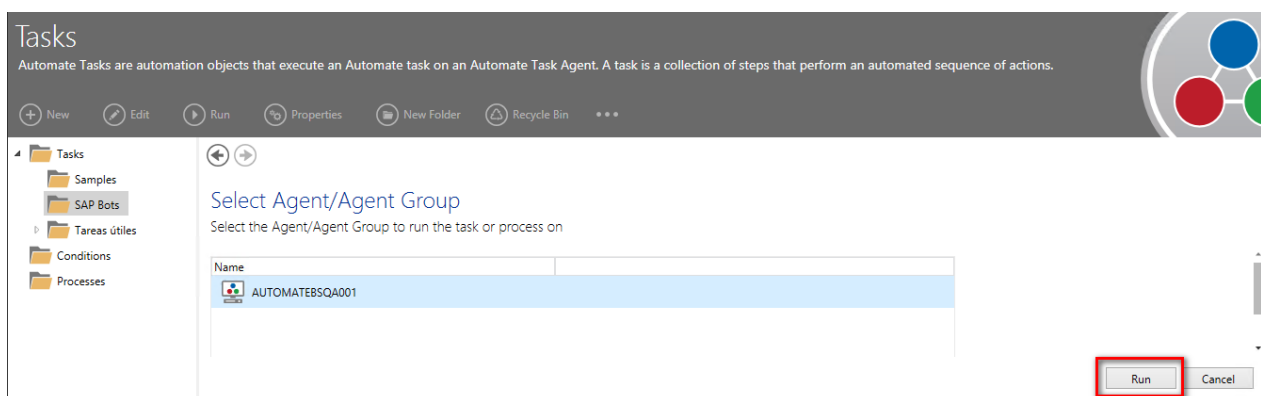 Tasks
Automate Tasks are automation objects that execute an Automate task on an Automate Task Agent. A task is a collection of steps that perform an automated sequence of actions.
New Edit Run Properties New Folder Recycle Bin
Tasks
Samples
SAP Bots
Tareas útiles
Conditions
Processes
Select Agent/Agent Group
Select the Agent/Agent Group to run the task or process on
Name
AUTOMATEBSQA001
Run Cancel